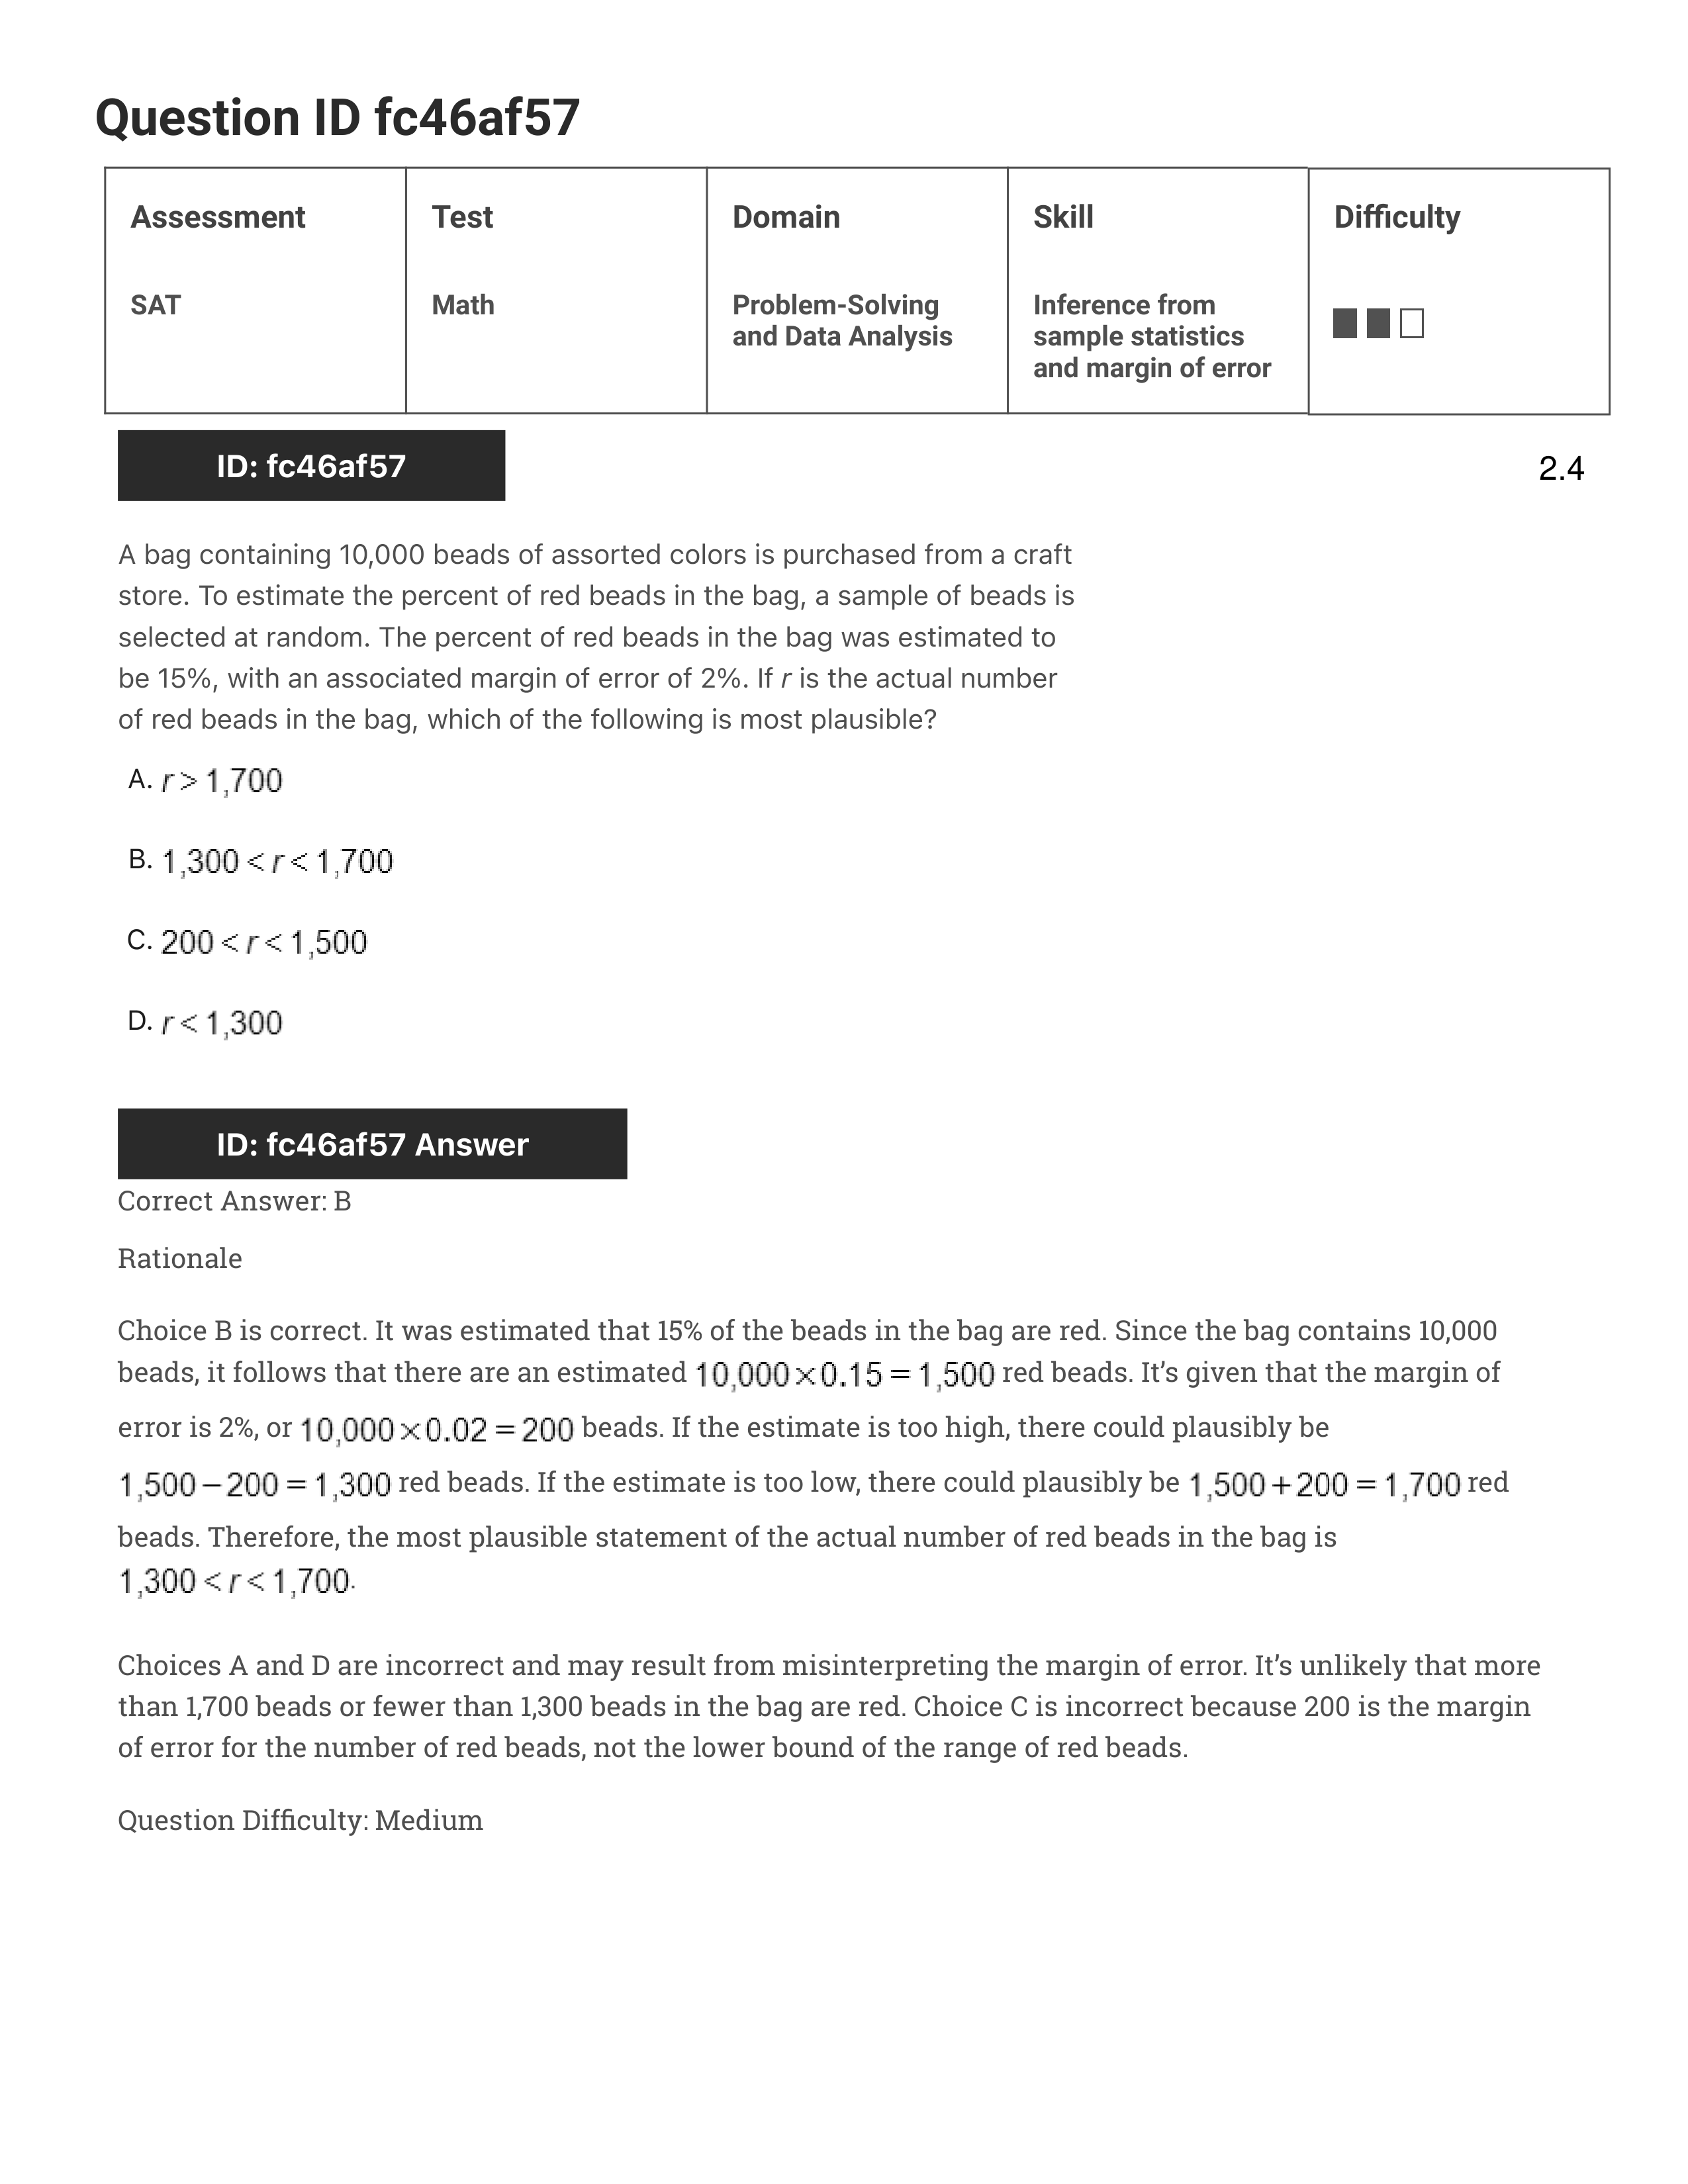 Question ID fc46af57
Assessment Test Domain Skill Difficulty
SAT Math Problem-Solving and Data Analysis Inference from sample statistics and margin of error
ID: fc46af57
2.4
A bag containing 10,000 beads of assorted colors is purchased from a craft
store. To estimate the percent of red beads in the bag, a sample of beads is
selected at random. The percent of red beads in the bag was estimated to
be 15%, with an associated margin of error of 2%. If r is the actual number
of red beads in the bag, which of the following is most plausible?
A. r > 1,700
B. 1,300 < r < 1,700
C. 200 < r < 1,500
D. r < 1,300
ID: fc46af57 Answer
Correct Answer: B
Rationale
Choice B is correct. It was estimated that 15% of the beads in the bag are red. Since the bag contains 10,000
beads, it follows that there are an estimated 10,000 × 0.15 = 1,500 red beads. It’s given that the margin of
error is 2%, or 10,000 × 0.02 = 200 beads. If the estimate is too high, there could plausibly be
1,500 − 200 = 1,300 red beads. If the estimate is too low, there could plausibly be 1,500 + 200 = 1,700 red
beads. Therefore, the most plausible statement of the actual number of red beads in the bag is
1,300 < r < 1,700.
Choices A and D are incorrect and may result from misinterpreting the margin of error. It’s unlikely that more
than 1,700 beads or fewer than 1,300 beads in the bag are red. Choice C is incorrect because 200 is the margin
of error for the number of red beads, not the lower bound of the range of red beads.
Question Difficulty: Medium